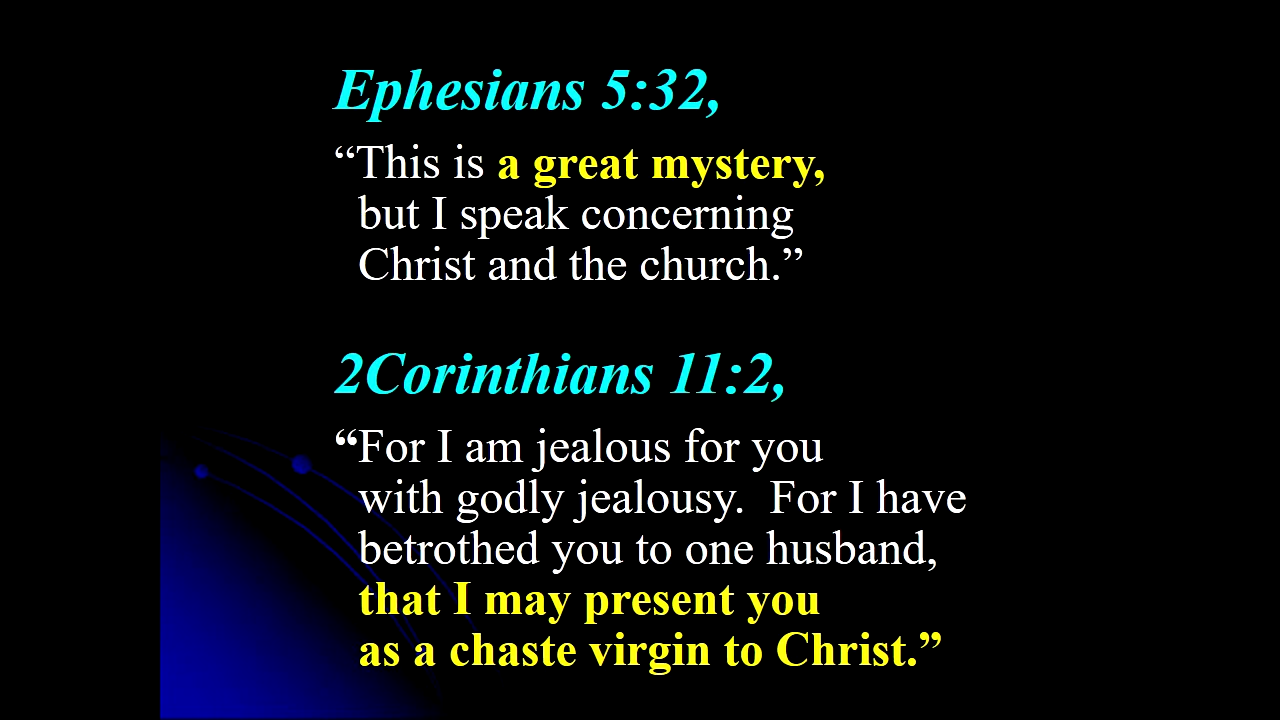 Ephesians 5:32,
“This is a great mystery,
but I speak concerning
Christ and the church.”
2Corinthians 11:2,
“For I am jealous for you
with godly jealousy.  For I have
betrothed you to one husband,
that I may present you
as a chaste virgin to Christ.”